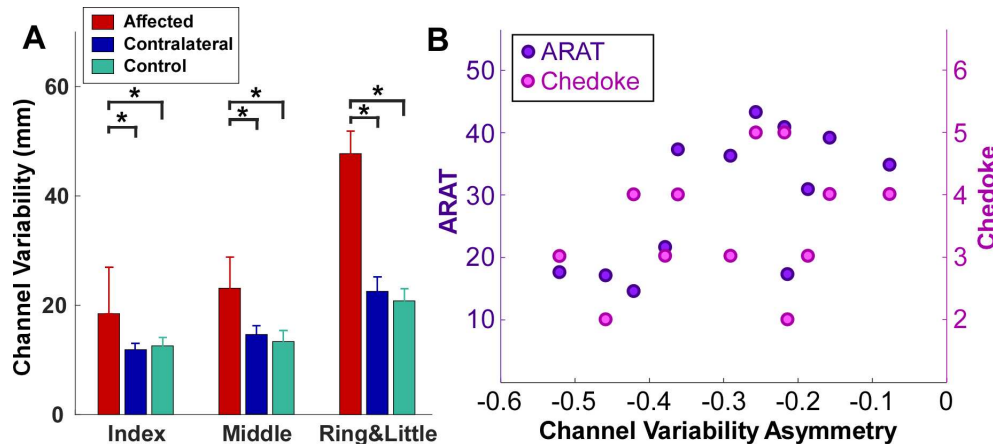 A
Affected
Contralateral
Control
Channel Variability (mm)
60
40
20
0
* * * * * *
Index Middle Ring&Little
B
ARAT
Chedoke
ARAT
50
40
30
20
10
Chedoke
6
5
4
3
2
-0.6 -0.5 -0.4 -0.3 -0.2 -0.1 0
Channel Variability Asymmetry